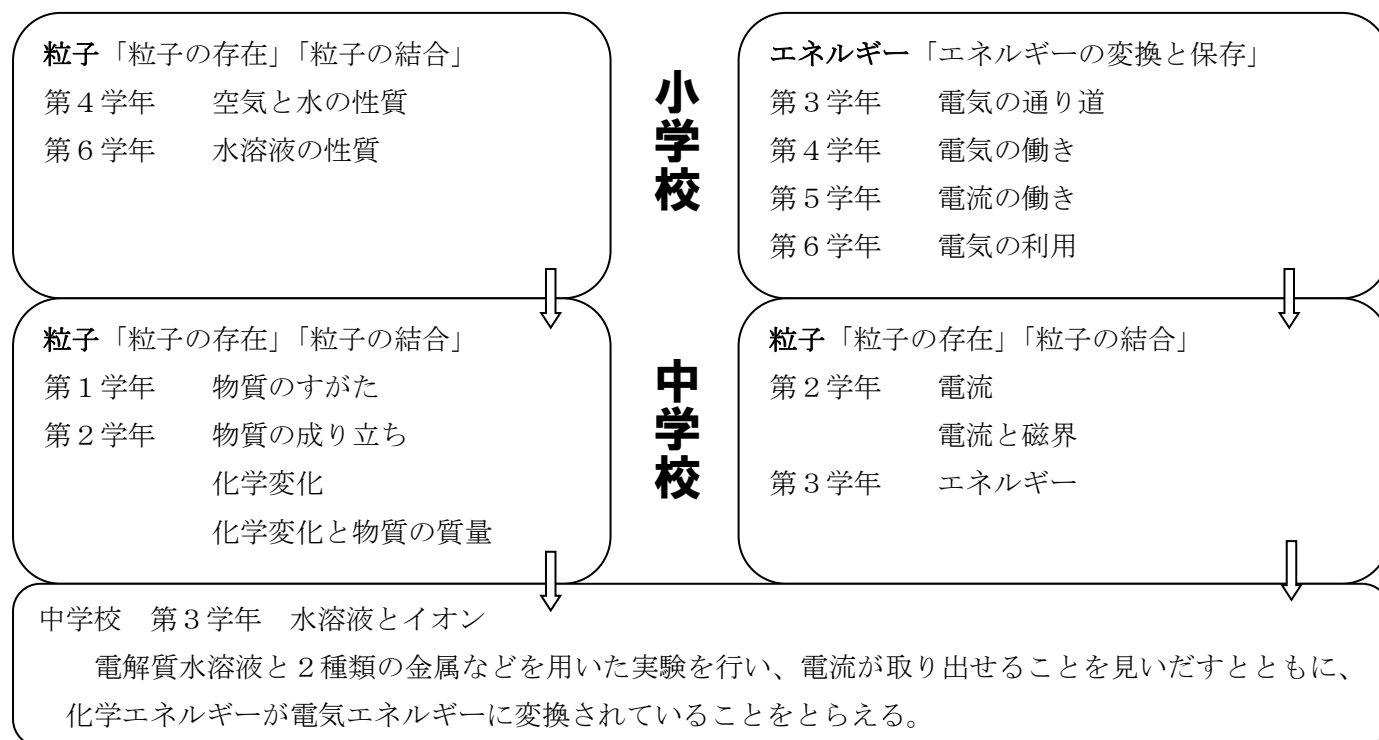 粒子「粒子の存在」「粒子の結合」
第４学年　　空気と水の性質
第６学年　　水溶液の性質
小学校
エネルギー「エネルギーの変換と保存」
第３学年　　電気の通り道
第４学年　　電気の働き
第５学年　　電流の働き
第６学年　　電気の利用
粒子「粒子の存在」「粒子の結合」
第１学年　　物質のすがた
第２学年　　物質の成り立ち
化学変化
化学変化と物質の質量
中学校
粒子「粒子の存在」「粒子の結合」
第２学年　　電流
電流と磁界
第３学年　　エネルギー
中学校　第３学年　水溶液とイオン
電解質水溶液と２種類の金属などを用いた実験を行い、電流が取り出せることを見いだすとともに、
化学エネルギーが電気エネルギーに変換されていることをとらえる。